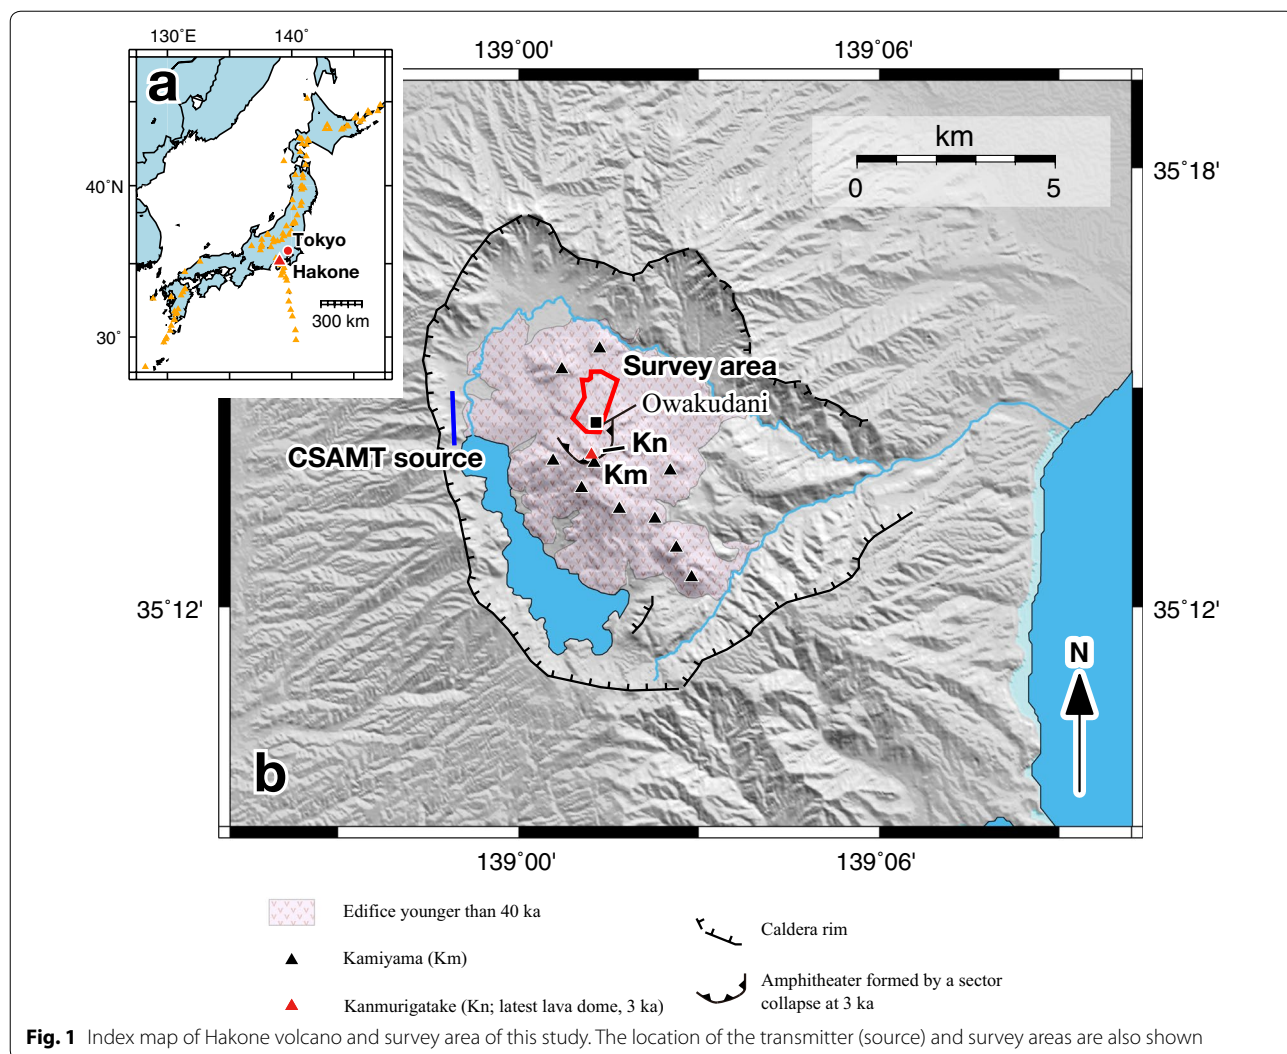 130°E 140°
a
40°N
Tokyo
Hakone
300 km
30°
139°00' 139°06'
km
0 5
35°18'
Survey area
Owakudani
Kn
CSAMT source
Km
35°12' 35°12'
N
b
139°00' 139°06'
Edifice younger than 40 ka
Kamiyama (Km)
Kanmurigatake (Kn; latest lava dome, 3 ka)
Caldera rim
Amphitheater formed by a sector
collapse at 3 ka
Fig. 1 Index map of Hakone volcano and survey area of this study. The location of the transmitter (source) and survey areas are also shown